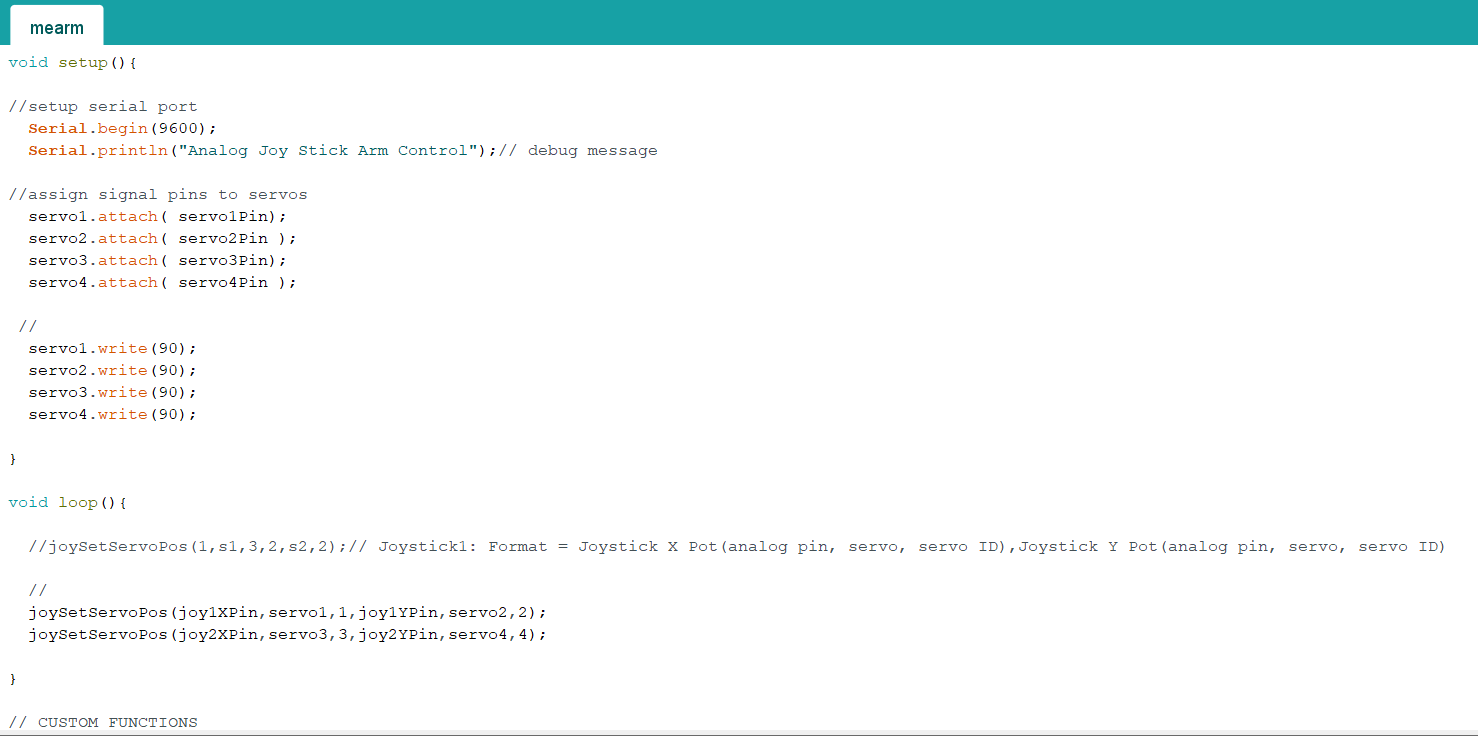 mearm
void setup(){
//setup serial port
Serial.begin(9600);
Serial.println("Analog Joy Stick Arm Control");// debug message
//assign signal pins to servos
servo1.attach( servo1Pin);
servo2.attach( servo2Pin );
servo3.attach( servo3Pin);
servo4.attach( servo4Pin );
//
servo1.write(90);
servo2.write(90);
servo3.write(90);
servo4.write(90);
}
void loop(){
//joySetServoPos(1,s1,3,2,s2,2);// Joystick1: Format = Joystick X Pot(analog pin, servo, servo ID),Joystick Y Pot(analog pin, servo, servo ID)
//
joySetServoPos(joy1XPin,servo1,1,joy1YPin,servo2,2);
joySetServoPos(joy2XPin,servo3,3,joy2YPin,servo4,4);
}
// CUSTOM FUNCTIONS